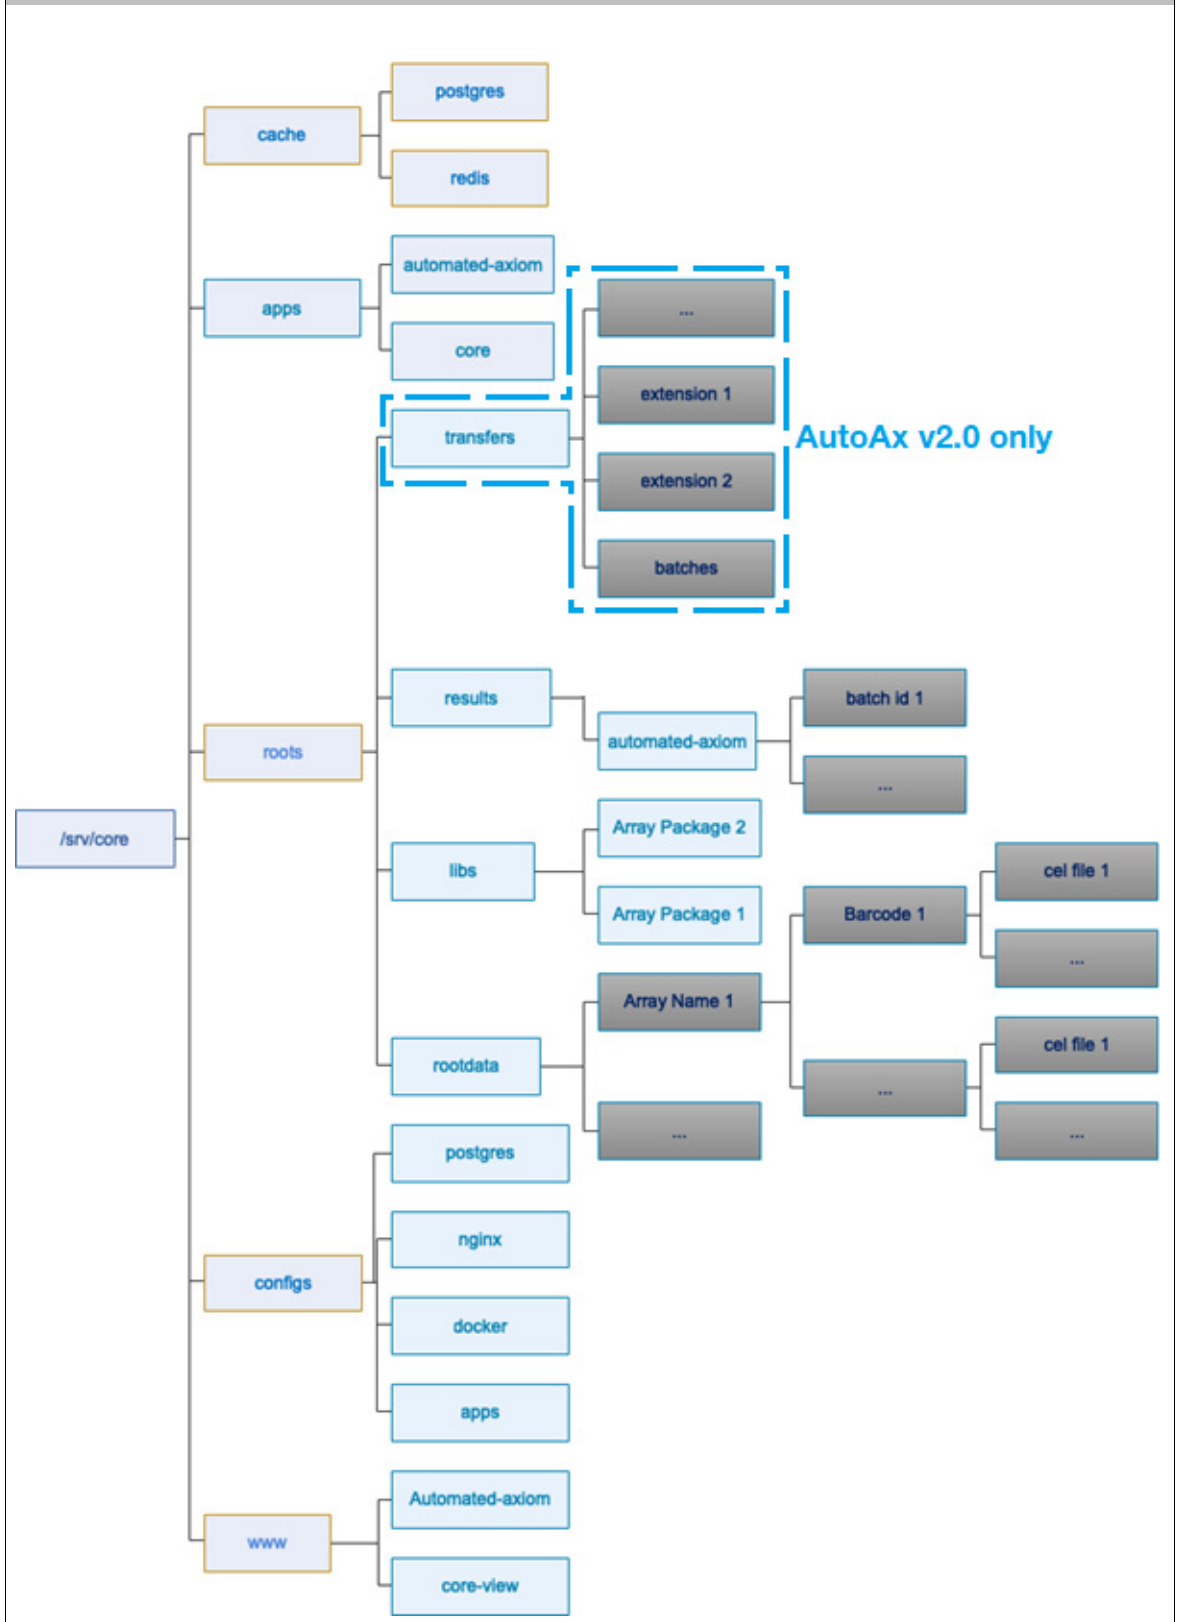 postgres
cache
redis
automated-axiom
apps
...
core
extension 1
transfers
AutoAx v2.0 only
extension 2
batches
results
batch id 1
automated-axiom
roots
...
Array Package 2
/srv/core
libs
cel file 1
Array Package 1
Barcode 1
...
Array Name 1
cel file 1
rootdata
...
...
...
postgres
nginx
configs
docker
apps
Automated-axiom
www
core-view